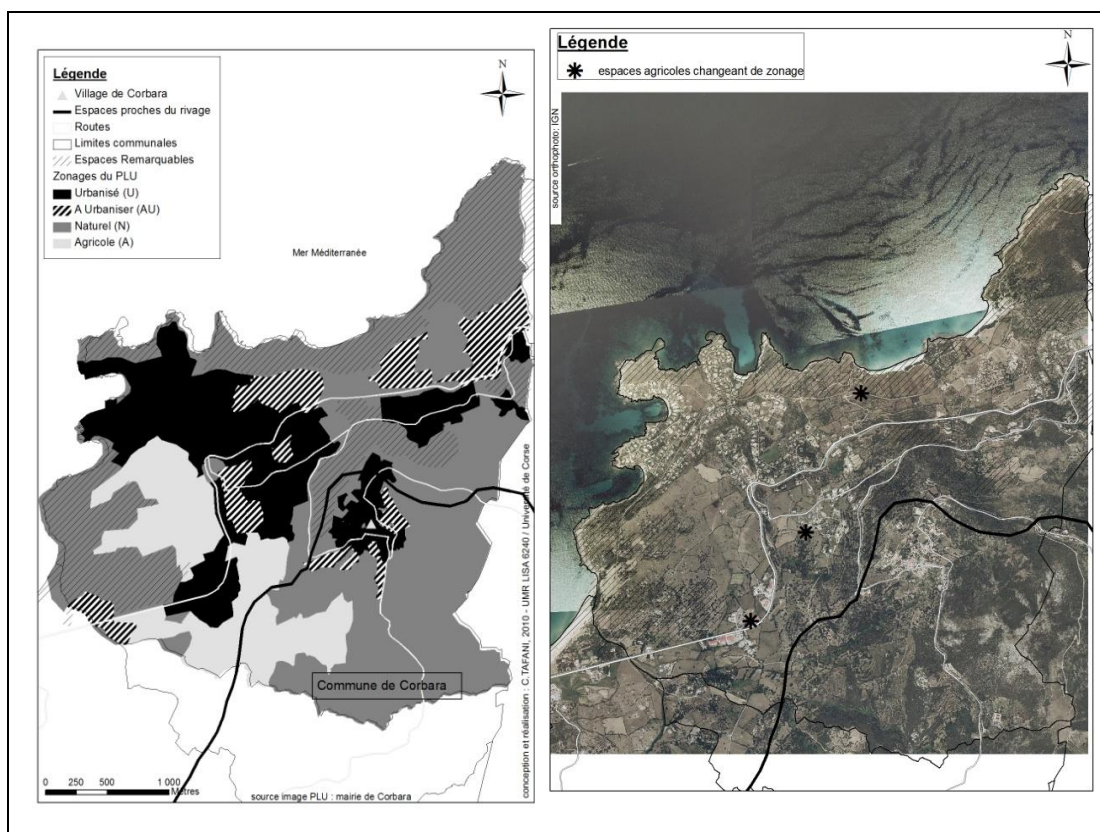 Légende
Village de Corbara
Espaces proches du rivage
Routes
Limites communales
Espaces Remarquables
Zonages du PLU
Urbanisé (U)
A Urbaniser (AU)
Naturel (N)
Agricole (A)
N
Mer Méditerranée
Commune de Corbara
0 250 500 1 000
Mètres
source image PLU : mairie de Corbara
conception et réalisation : C.TAFANI, 2010 - UMR LISA 6240 / Université de Corse
Légende
espaces agricoles changeant de zonage
N
source orthophoto: IGN